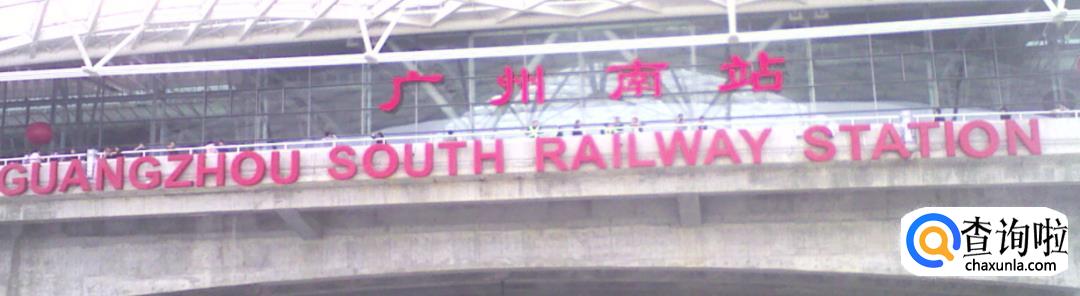 广州南站
GUANGZHOU SOUTH RAILWAY STATION
查询啦
chaxunla.com